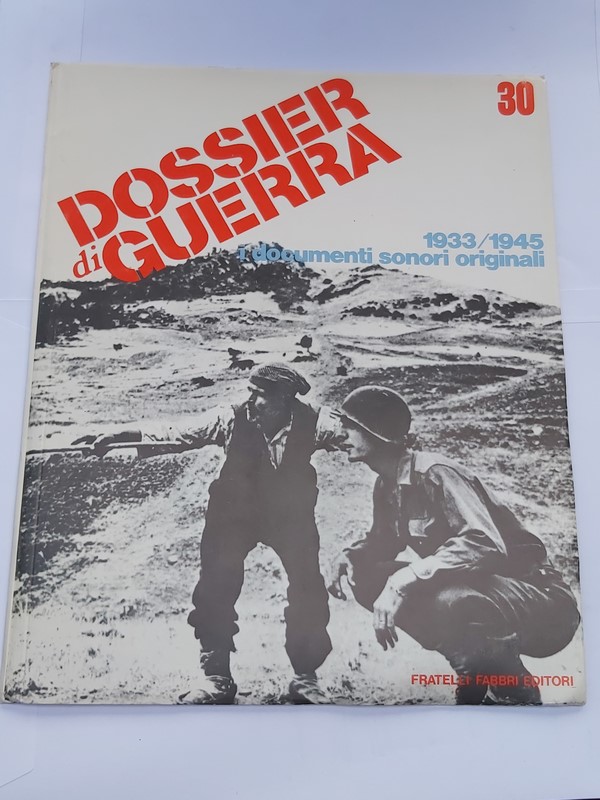 30
DOSSIER
di GUERRA
1933/1945
i documenti sonori originali
FRATELLI FABBRI EDITORI